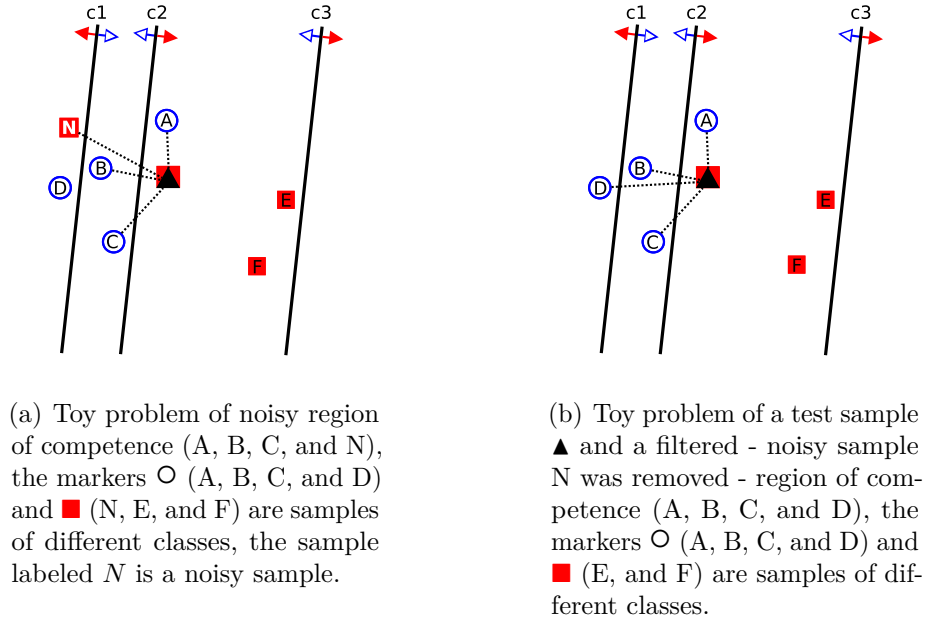 c1 c2 c3
A
N
B
D
E
C
F
c1 c2 c3
A
B
D
E
C
F
(a) Toy problem of noisy region
of competence (A, B, C, and N),
the markers ○ (A, B, C, and D)
and ■ (N, E, and F) are samples
of different classes, the sample
labeled N is a noisy sample.
(b) Toy problem of a test sample
▲ and a filtered - noisy sample
N was removed - region of com-
petence (A, B, C, and D), the
markers ○ (A, B, C, and D) and
■ (E, and F) are samples of dif-
ferent classes.